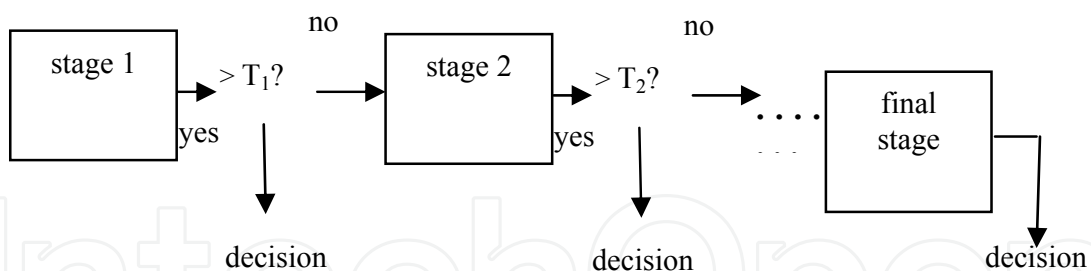 no
no
stage 1
> T₁?
stage 2
> T₂?
final
stage
. . . .
. . .
yes
yes
decision
decision
decision